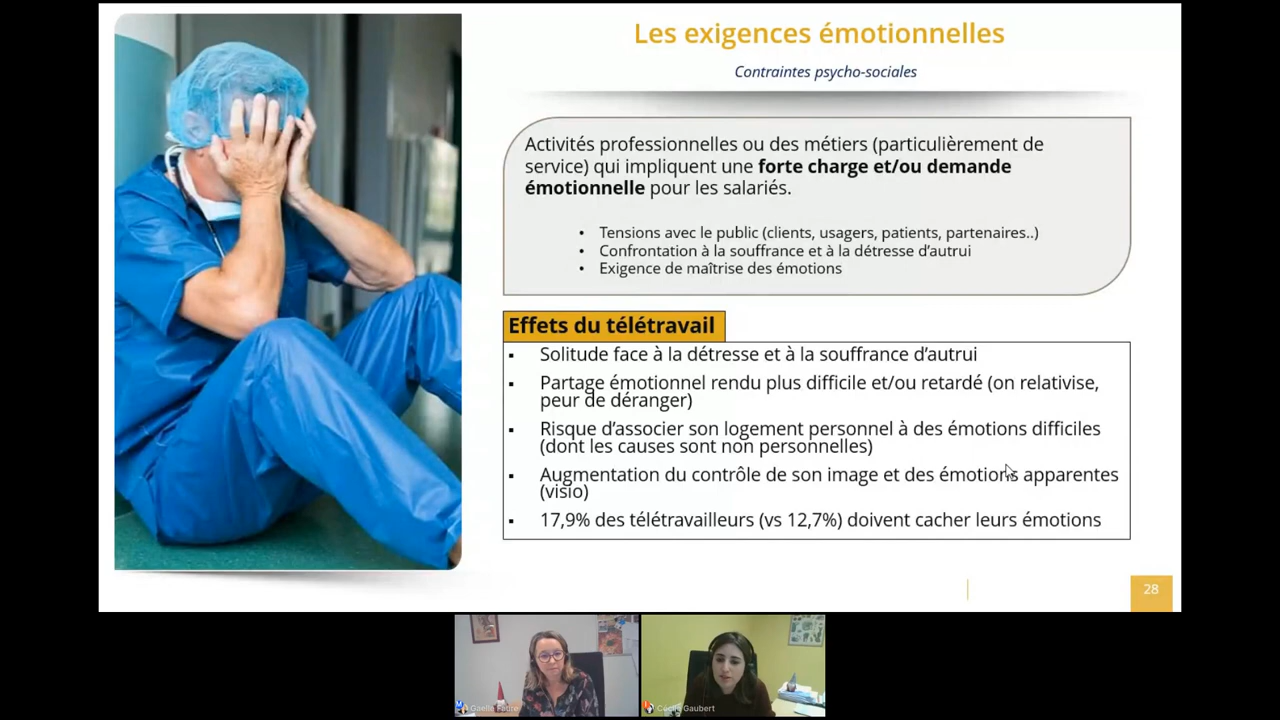 Les exigences émotionnelles
Contraintes psycho-sociales
Activités professionnelles ou des métiers (particulièrement de
service) qui impliquent une forte charge et/ou demande
émotionnelle pour les salariés.
• Tensions avec le public (clients, usagers, patients, partenaires..)
• Confrontation à la souffrance et à la détresse d’autrui
• Exigence de maîtrise des émotions
Effets du télétravail
▪ Solitude face à la détresse et à la souffrance d’autrui
▪ Partage émotionnel rendu plus difficile et/ou retardé (on relativise,
peur de déranger)
▪ Risque d’associer son logement personnel à des émotions difficiles
(dont les causes sont non personnelles)
▪ Augmentation du contrôle de son image et des émotions apparentes
(visio)
▪ 17,9% des télétravailleurs (vs 12,7%) doivent cacher leurs émotions
28
Gaelle Fabre
Cécile Gaubert